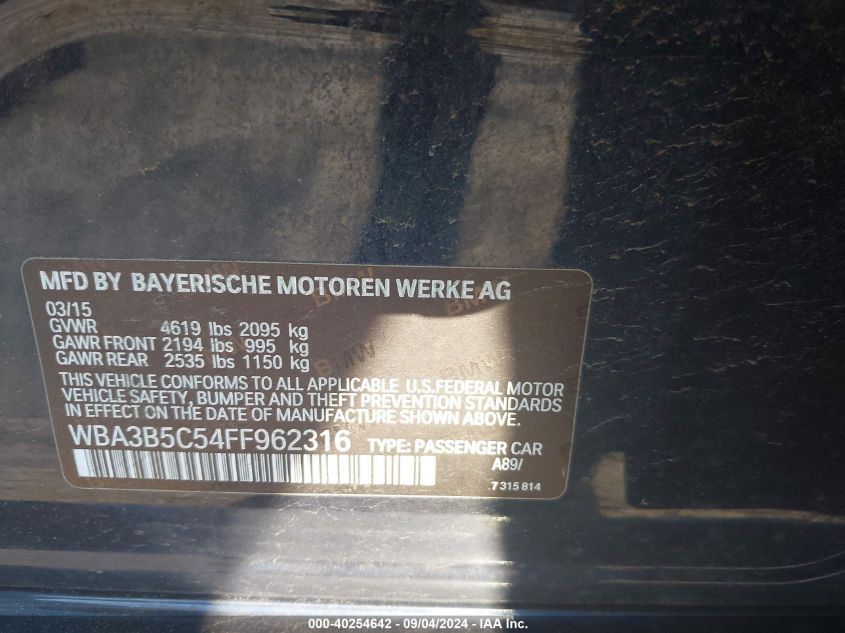 MFD BY BAYERISCHE MOTOREN WERKE AG
03/15
GVWR 4619 lbs 2095 kg
GAWR FRONT 2194 lbs 995 kg
GAWR REAR 2535 lbs 1150 kg
THIS VEHICLE CONFORMS TO ALL APPLICABLE U.S.FEDERAL MOTOR
VEHICLE SAFETY, BUMPER AND THEFT PREVENTION STANDARDS
IN EFFECT ON THE DATE OF MANUFACTURE SHOWN ABOVE.
WBA3B5C54FF962316 TYPE: PASSENGER CAR
A89/
7 315 814
000-40254642 - 09/04/2024 - IAA, Inc.